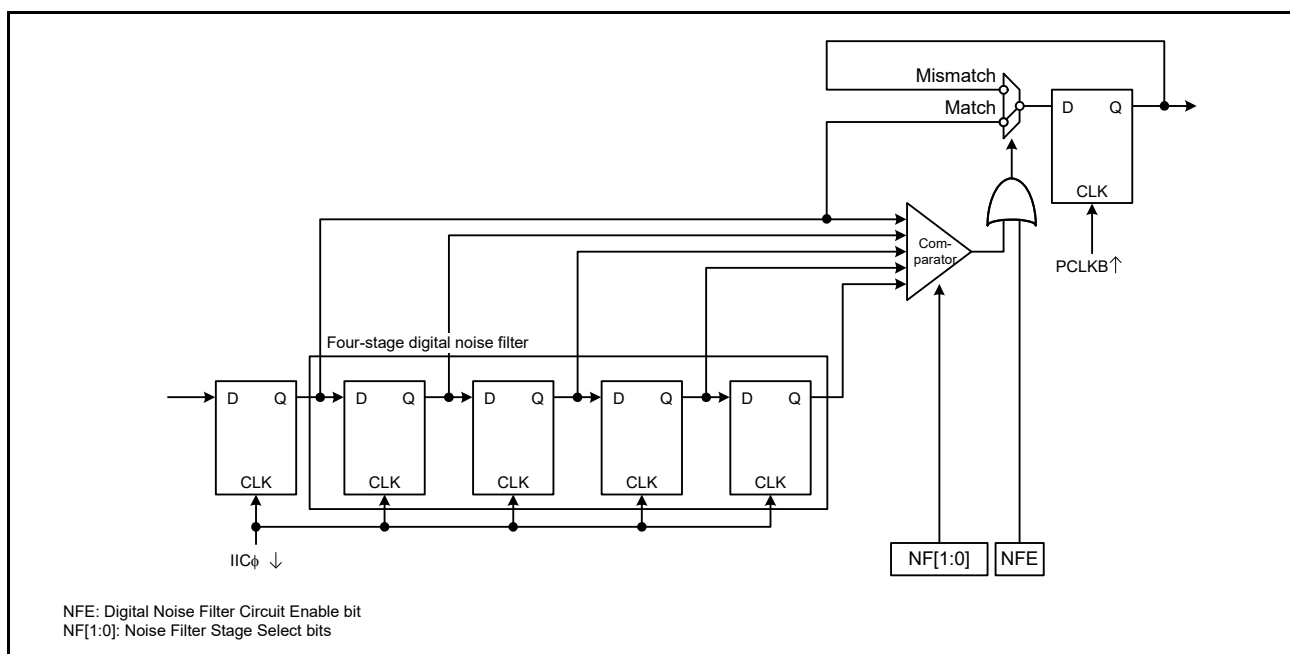 Mismatch
Match
D Q
CLK
PCLKB↑
Com-
parator
Four-stage digital noise filter
D Q D Q D Q D Q D Q
CLK CLK CLK CLK CLK
IICϕ ↓
NF[1:0] NFE
NFE: Digital Noise Filter Circuit Enable bit
NF[1:0]: Noise Filter Stage Select bits